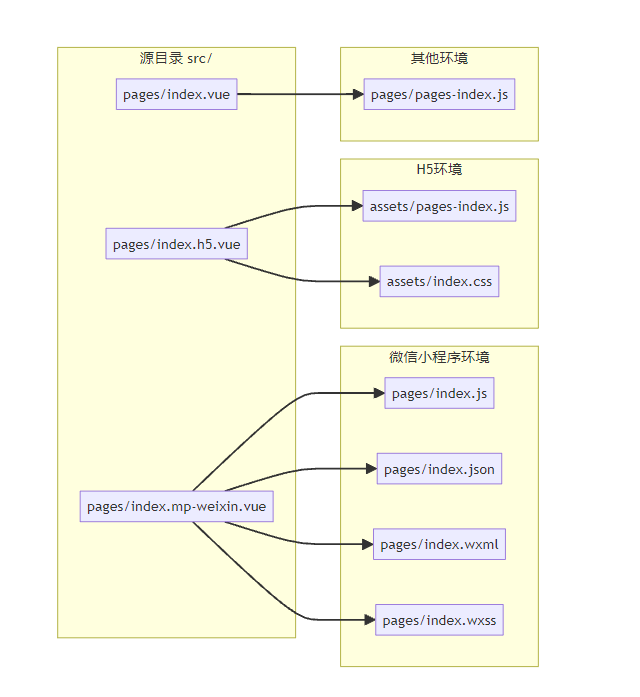 源目录 src/
pages/index.vue
pages/index.h5.vue
pages/index.mp-weixin.vue
其他环境
pages/pages-index.js
H5环境
assets/pages-index.js
assets/index.css
微信小程序环境
pages/index.js
pages/index.json
pages/index.wxml
pages/index.wxss